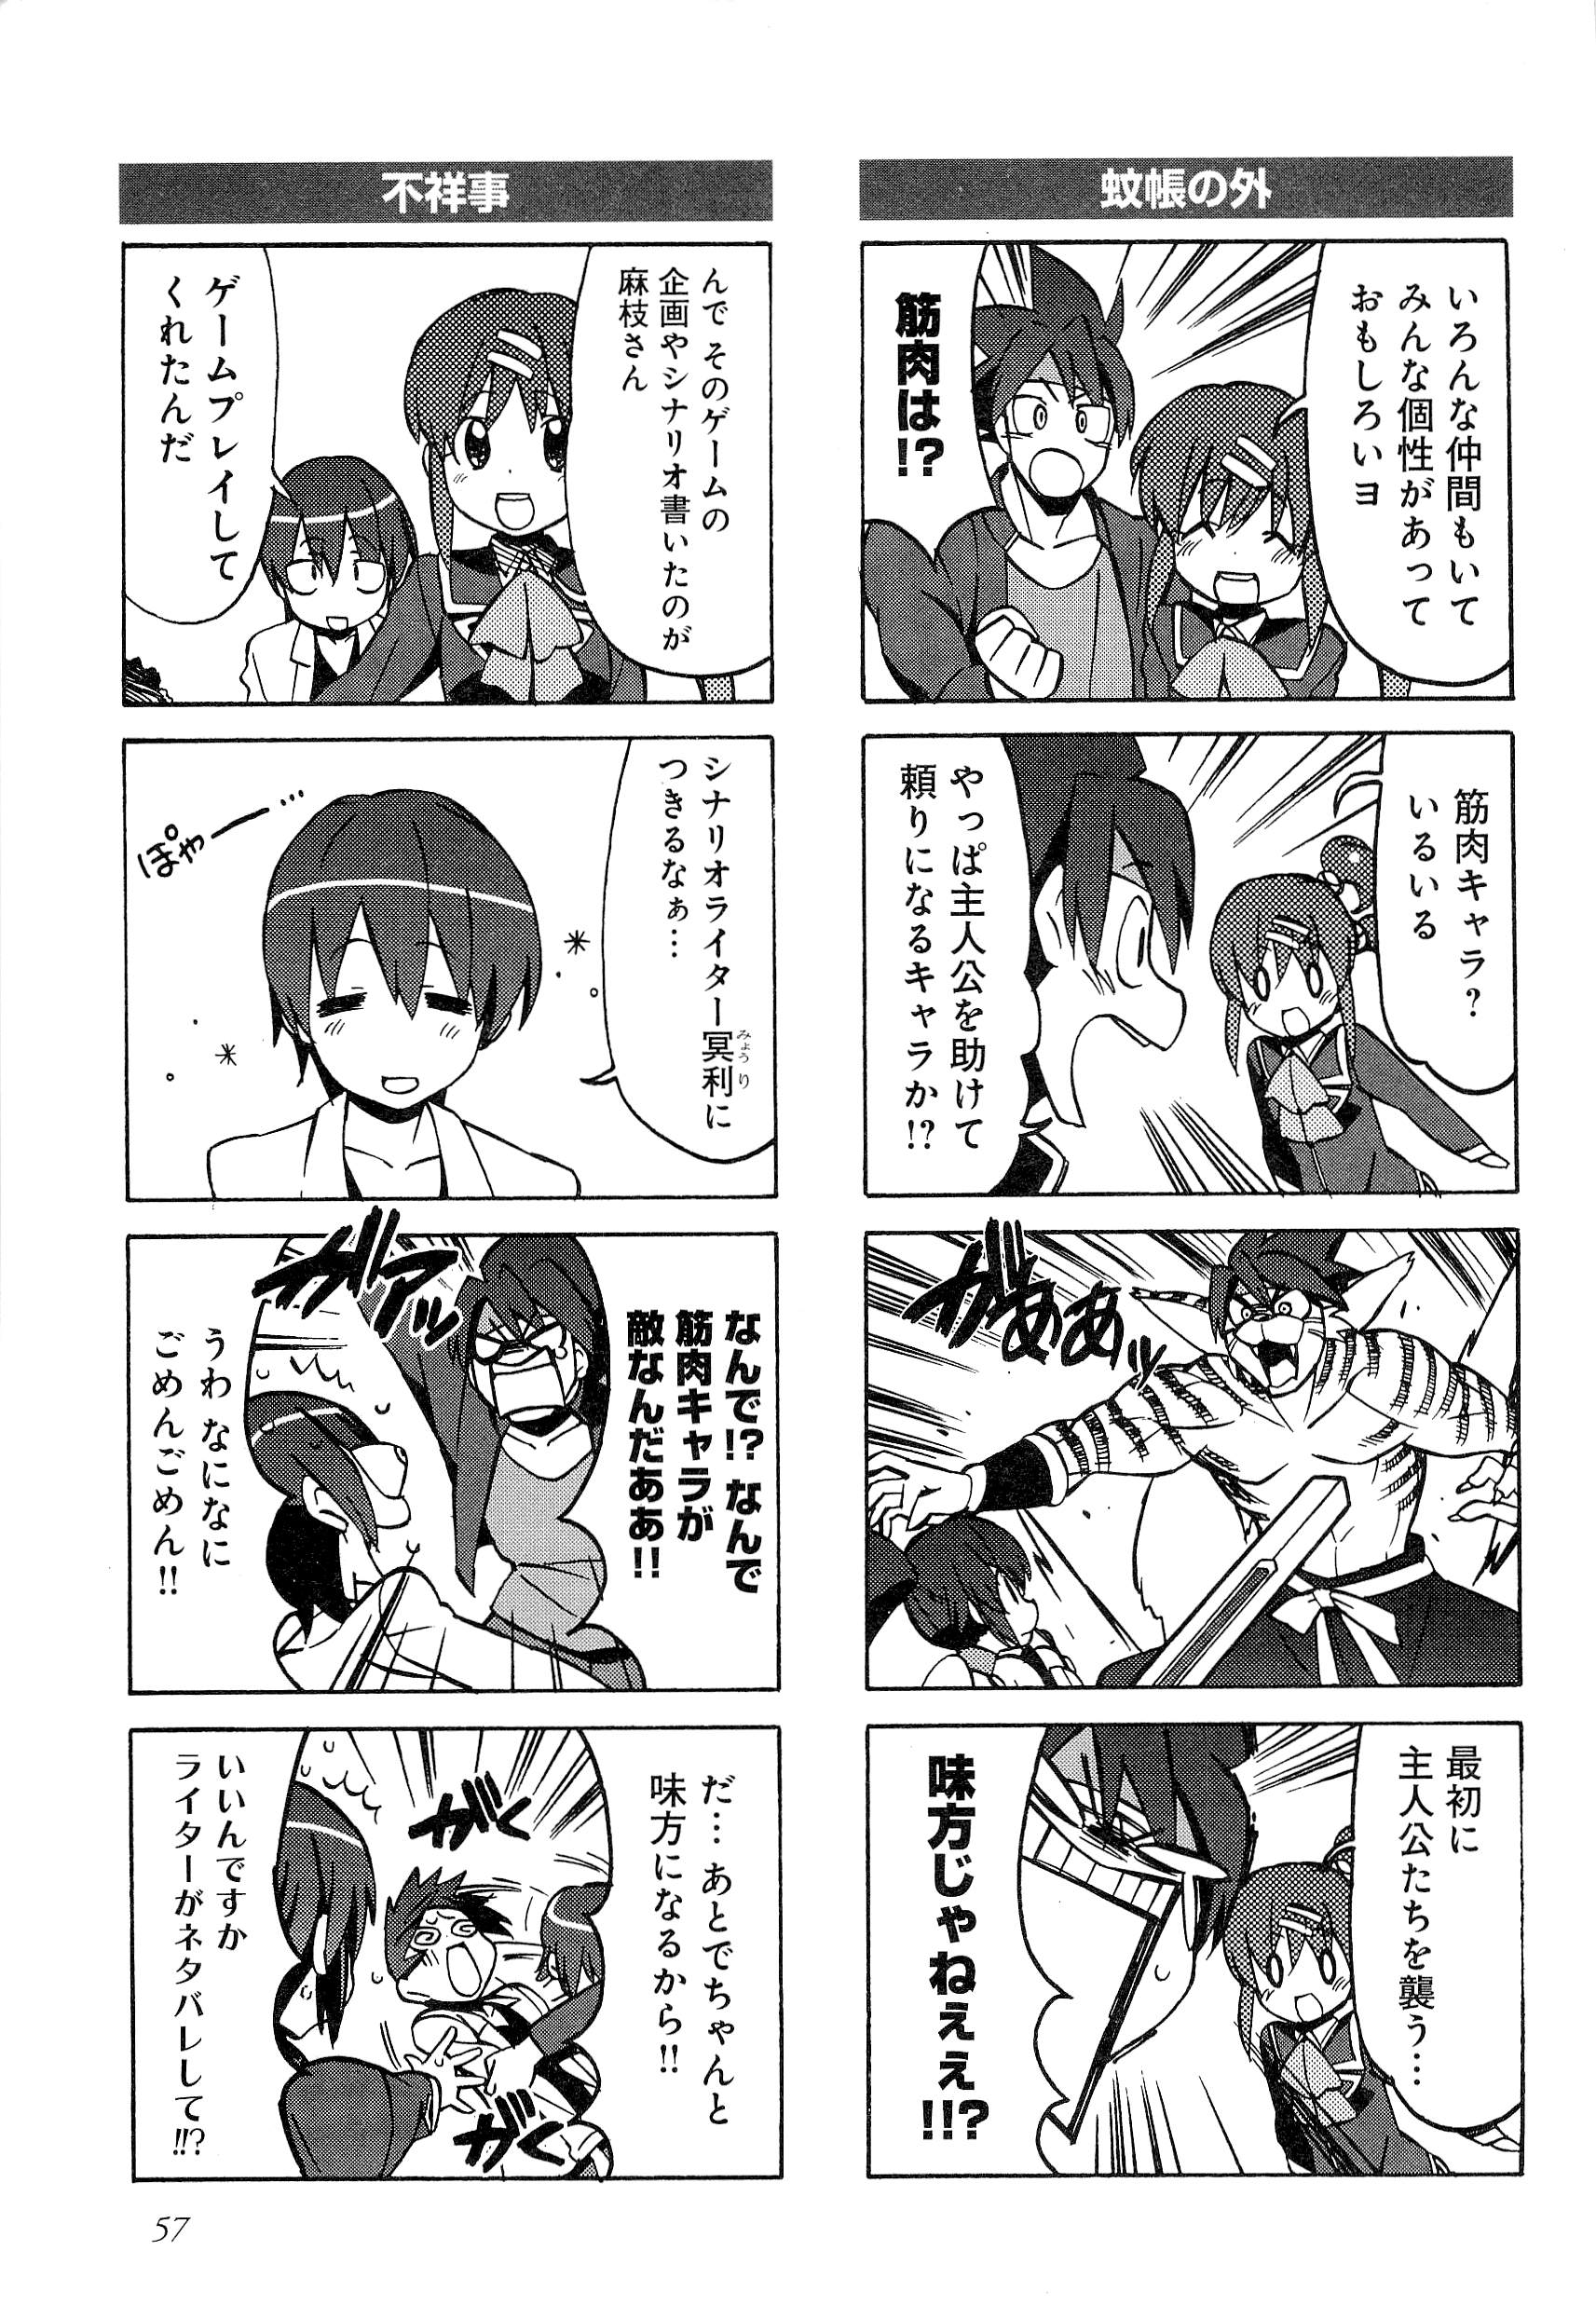 蚊帳の外
いろんな仲間もいて
みんな個性があって
おもしろいヨ
筋肉は!?
筋肉キャラ?
いるいる
やっぱ主人公を助けて
頼りになるキャラか!?
がああぁッ
最初に
主人公たちを襲う…
味方じゃねぇぇ!!?
不祥事
んで そのゲームの
企画やシナリオ書いたのが
麻枝さん
ゲームプレイして
くれたんだ
シナリオライター冥利に
みょうり
つきるなぁ…
ぽゃー…
なんで!? なんで
筋肉キャラが
敵なんだああ!!
ガァッ
うわ なになに
ごめんごめん!!
だ… あとでちゃんと
味方になるから!!
がく
がく
いいんですか
ライターがネタバレして!!?
57